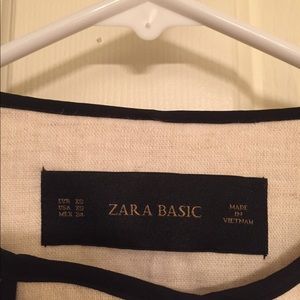 EUR XS
USA XS
MEX 24
ZARA BASIC
MADE
IN
VIETNAM